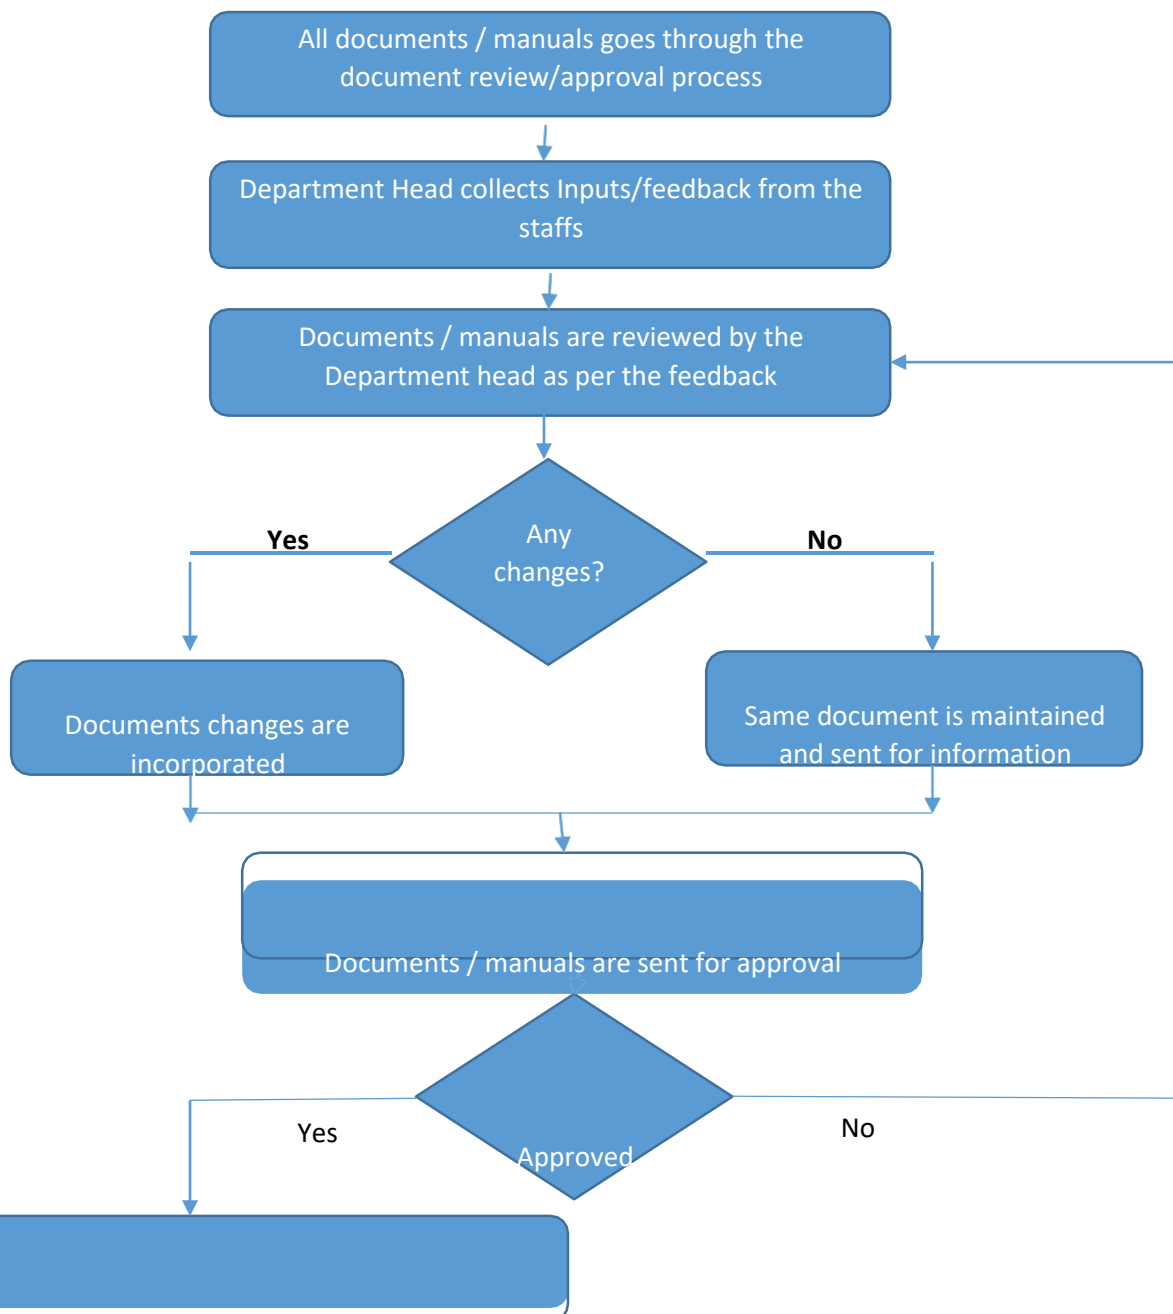 All documents / manuals goes through the
document review/approval process
Department Head collects Inputs/feedback from the
staffs
Documents / manuals are reviewed by the
Department head as per the feedback
Any
changes?
Yes
No
Documents changes are
incorporated
Same document is maintained
and sent for information
Documents / manuals are sent for approval
Approved
Yes
No